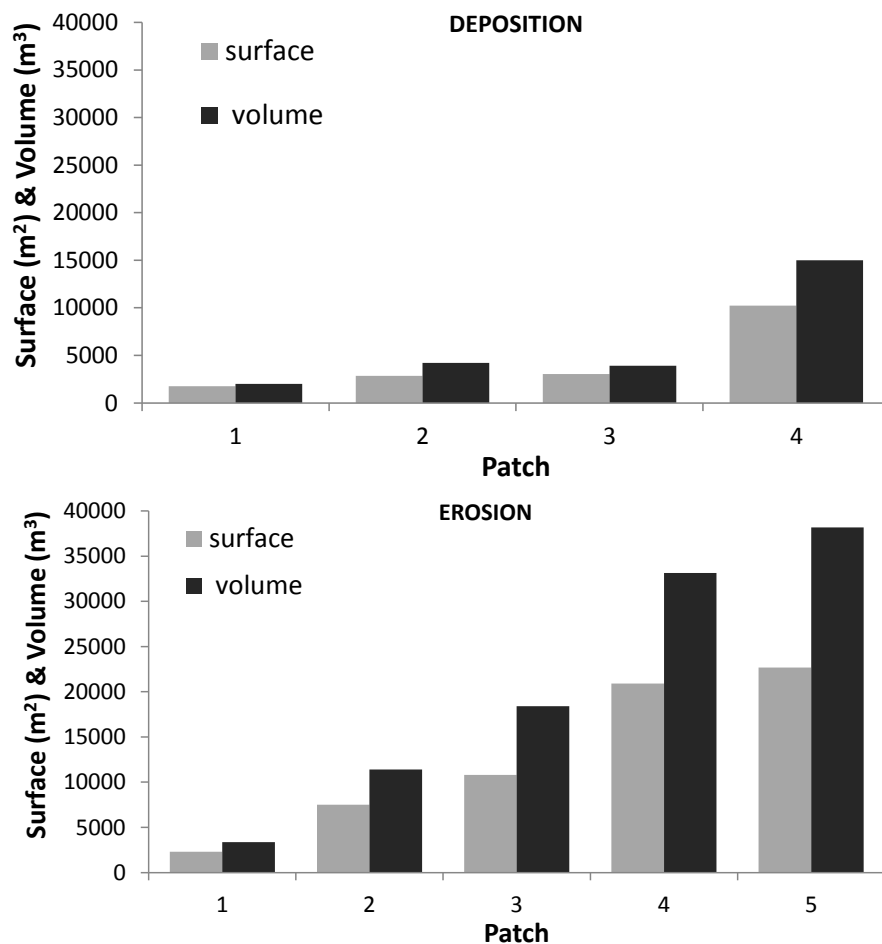 DEPOSITION
surface
volume
Surface (m²) & Volume (m³)
40000
35000
30000
25000
20000
15000
10000
5000
0
1 2 3 4
Patch
EROSION
surface
volume
Surface (m²) & Volume (m³)
40000
35000
30000
25000
20000
15000
10000
5000
0
1 2 3 4 5
Patch